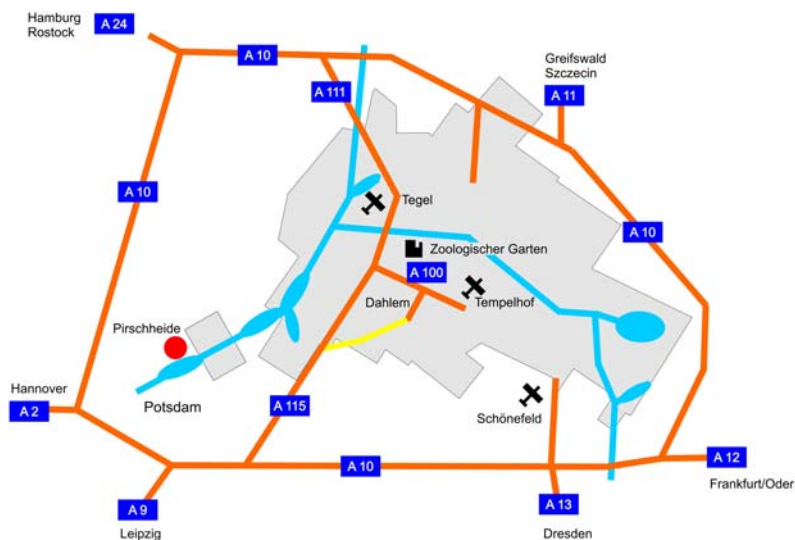 Hamburg
Rostock
A 24
A 10
Greifswald
Szczecin
A 111
A 11
A 10
Tegel
A 10
Zoologischer Garten
A 100
Dahlem
Tempelhof
Pirschheide
Hannover
A 2
Potsdam
A 115
Schönefeld
A 10
A 12
Frankfurt/Oder
A 9
Leipzig
A 13
Dresden